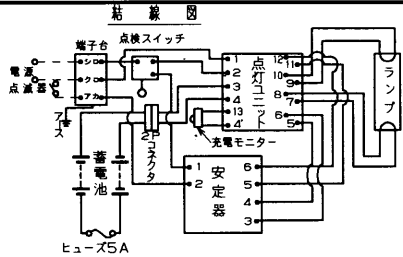 結線図
端子台
点検スイッチ
電源
点滅器
シロ
クロ
アカ
アース
1
2
3
4
13
4'
点灯ユニット
12
11
10
9
8
7
6
5
ランプ
2Pコネクタ
充電モニター
蓄電池
安定器
1
2
6
5
4
3
ヒューズ5A